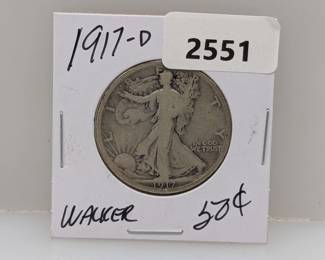 1917-D
2551
LIBERTY
IN GOD
WE TRUST
1917
WALKER
50¢